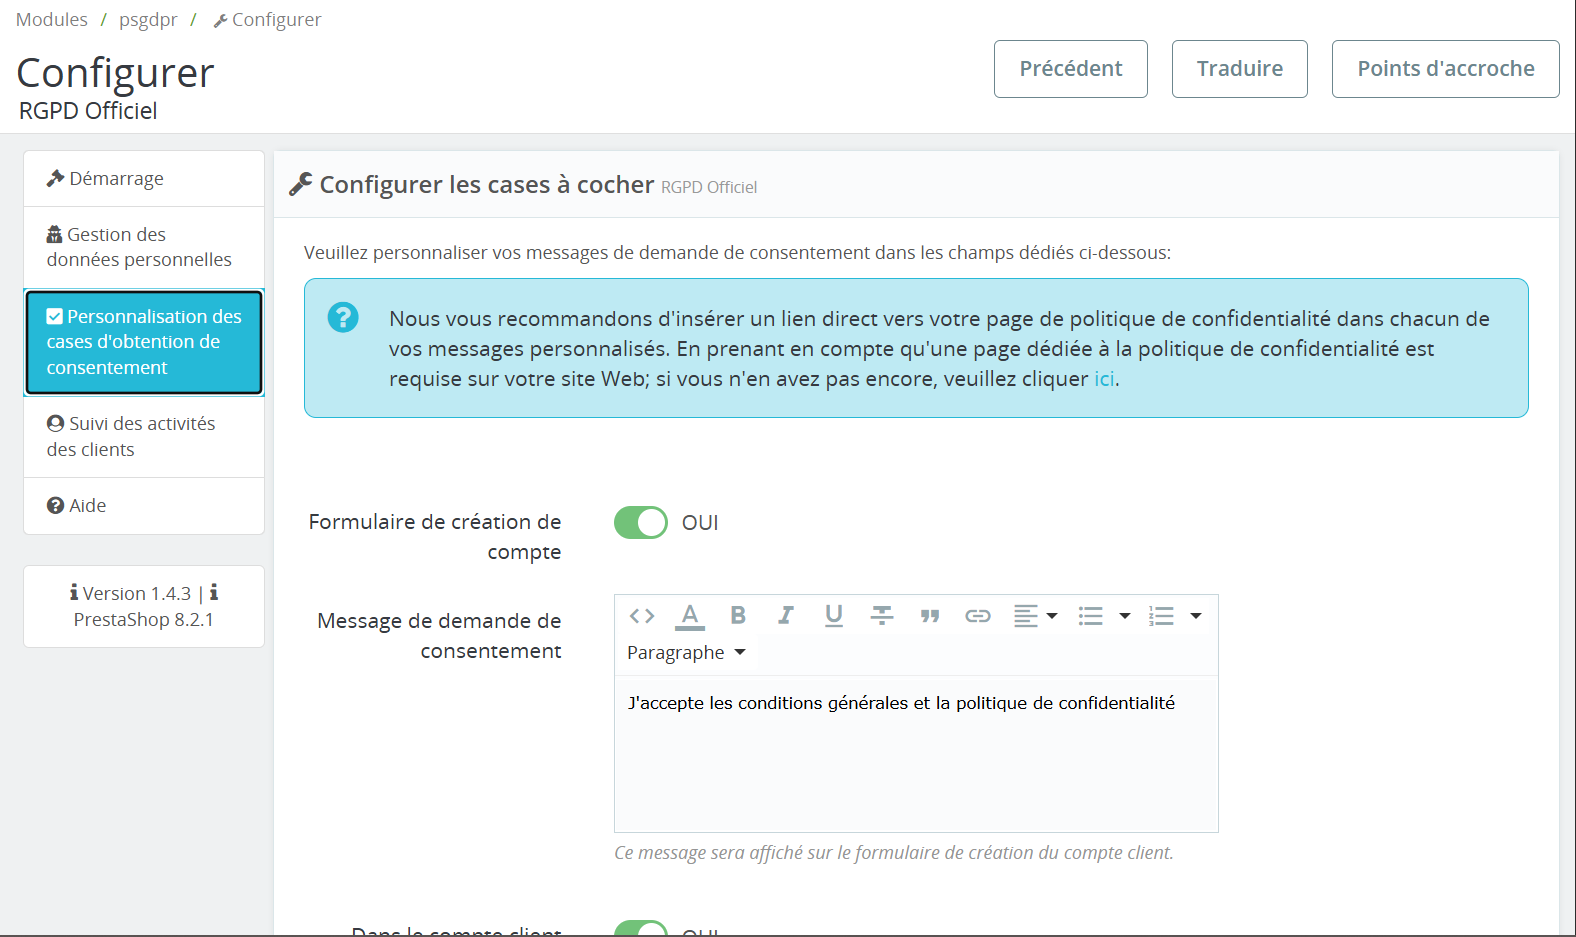 Modules / psgdpr / Configurer
Configurer
RGPD Officiel
Précédent
Traduire
Points d'accroche
Démarrage
Gestion des
données personnelles
Personnalisation des
cases d'obtention de
consentement
Suivi des activités
des clients
Aide
Version 1.4.3 |
PrestaShop 8.2.1
Configurer les cases à cocher RGPD Officiel
Veuillez personnaliser vos messages de demande de consentement dans les champs dédiés ci-dessous:
Nous vous recommandons d'insérer un lien direct vers votre page de politique de confidentialité dans chacun de
vos messages personnalisés. En prenant en compte qu'une page dédiée à la politique de confidentialité est
requise sur votre site Web; si vous n'en avez pas encore, veuillez cliquer ici.
Formulaire de création de
compte
OUI
Message de demande de
consentement
Paragraphe
J'accepte les conditions générales et la politique de confidentialité
Ce message sera affiché sur le formulaire de création du compte client.
Dans le compte client
OUI